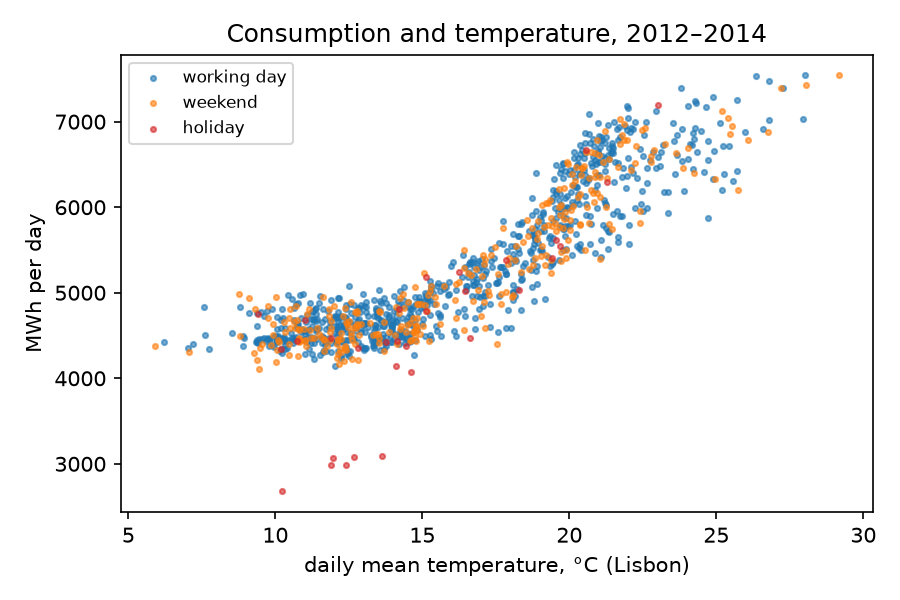 Consumption and temperature, 2012–2014
working day
weekend
holiday
MWh per day
7000
6000
5000
4000
3000
5 10 15 20 25 30
daily mean temperature, °C (Lisbon)